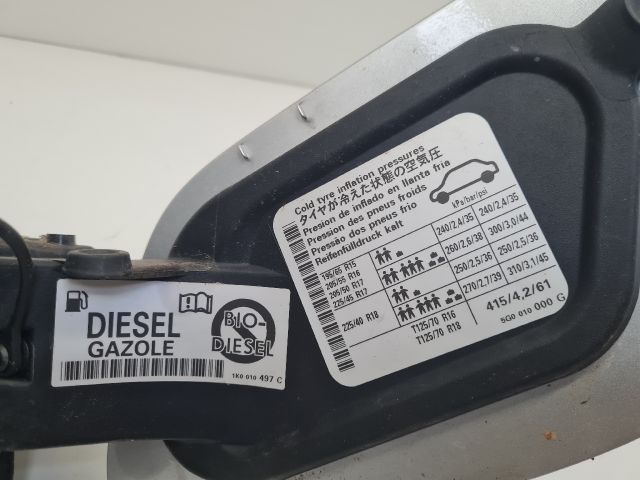 Cold tyre inflation pressures
タイヤが冷えた状態の空気圧
Presion de inflado en llanta fria
Pression des pneus froids
Pressão dos pneus frio
Reifenfülldruck kalt
kPa/bar/psi
195/65 R15
205/55 R16
205/50 R17
225/45 R17
240/2,4/35 240/2,4/35
260/2,6/38 300/3,0/44
225/40 R18
250/2,5/36 250/2,5/36
270/2,7/39 310/3,1/45
T125/70 R16
T125/70 R18
415/4,2/61
5G0 010 000 G
DIESEL
GAZOLE
BIO-
DIESEL
1K0 010 497 C